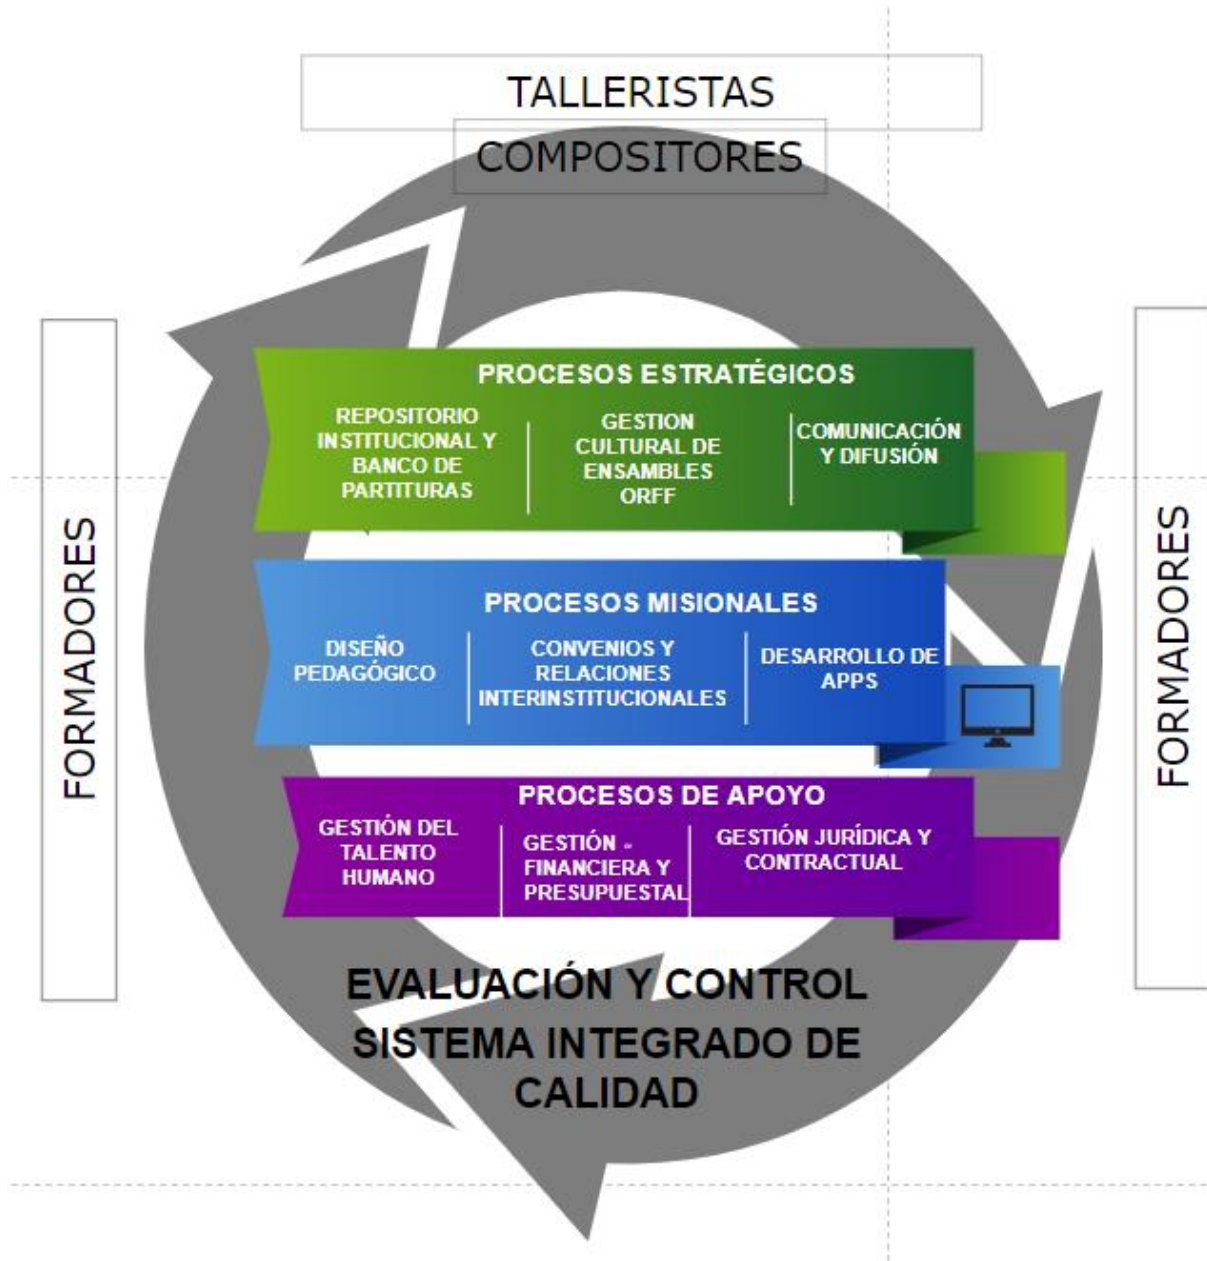 TALLERISTAS
COMPOSITORES
FORMADORES
FORMADORES
PROCESOS ESTRATÉGICOS
REPOSITORIO
INSTITUCIONAL Y
BANCO DE
PARTITURAS
GESTION
CULTURAL DE
ENSAMBLES
ORFF
COMUNICACIÓN
Y DIFUSIÓN
PROCESOS MISIONALES
DISEÑO
PEDAGÓGICO
CONVENIOS Y
RELACIONES
INTERINSTITUCIONALES
DESARROLLO DE
APPS
PROCESOS DE APOYO
GESTIÓN DEL
TALENTO
HUMANO
GESTIÓN -
FINANCIERA Y
PRESUPUESTAL
GESTIÓN JURÍDICA Y
CONTRACTUAL
EVALUACIÓN Y CONTROL
SISTEMA INTEGRADO DE
CALIDAD